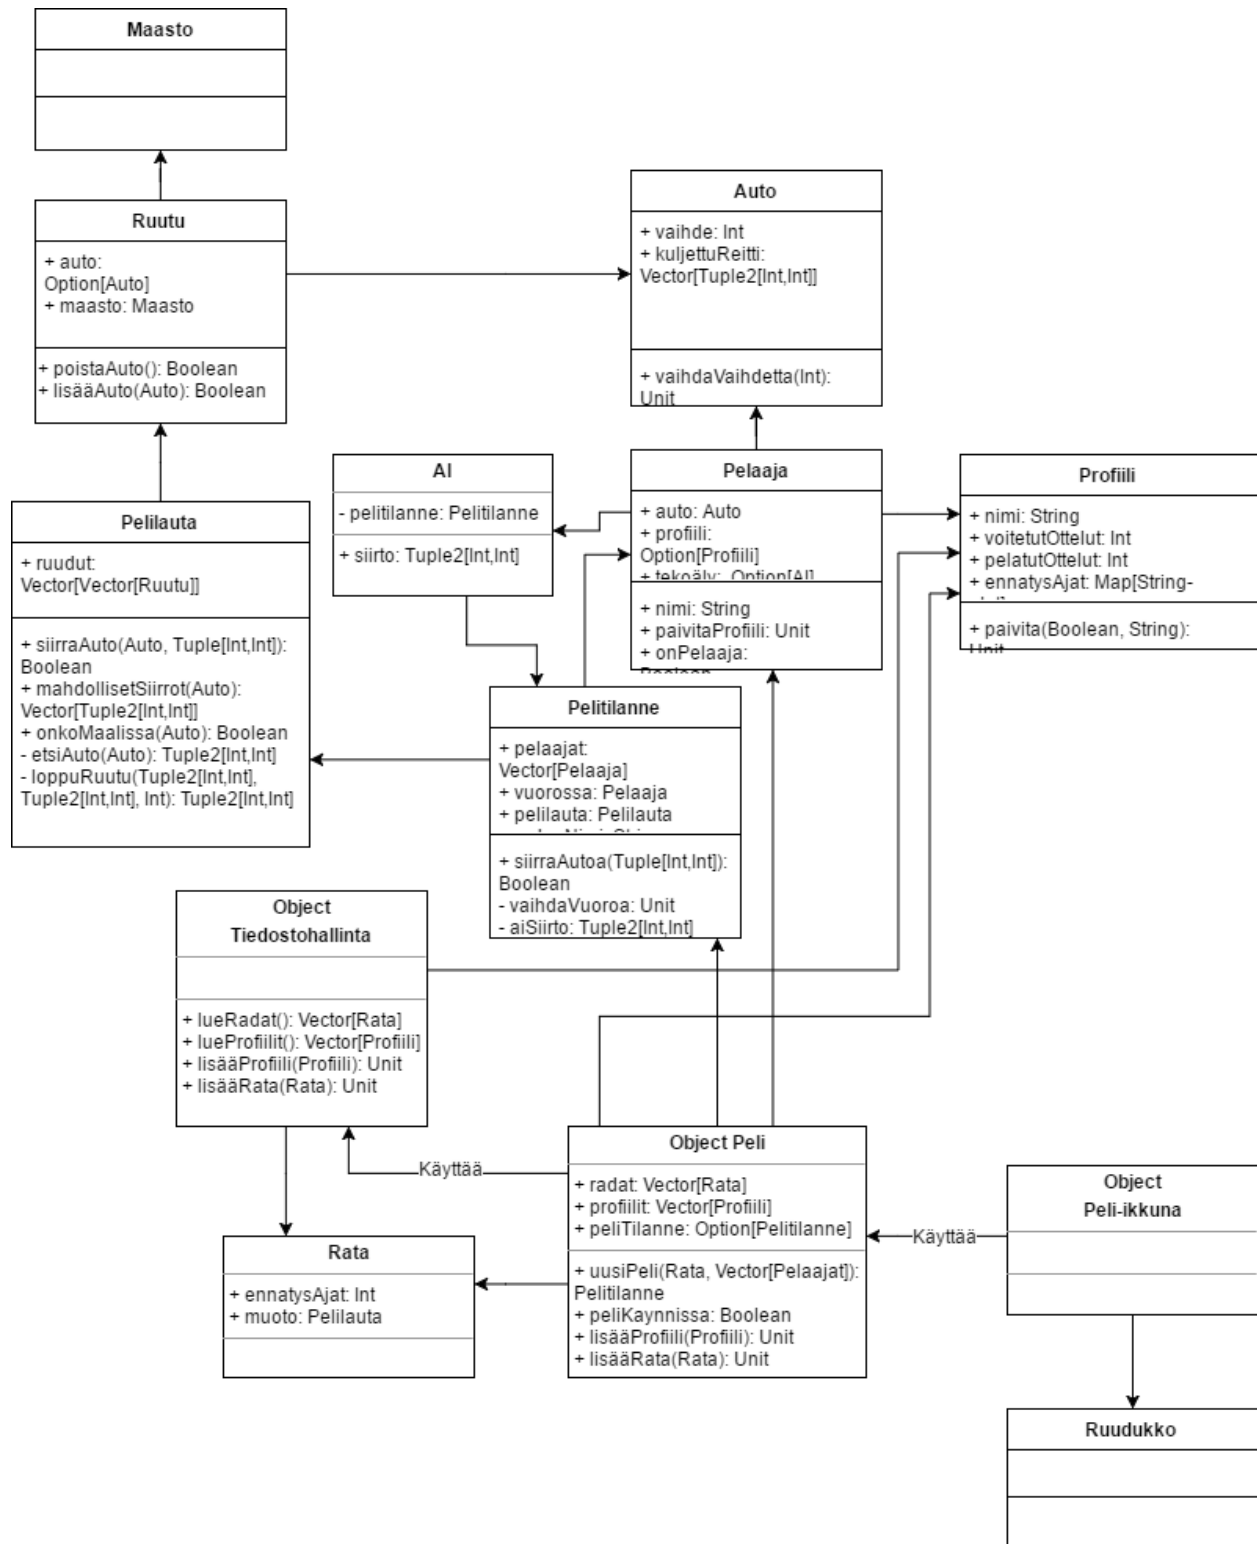 Maasto
Ruutu
+ auto:
Option[Auto]
+ maasto: Maasto
+ poistaAuto(): Boolean
+ lisääAuto(Auto): Boolean
Auto
+ vaihde: Int
+ kuljettuReitti:
Vector[Tuple2[Int,Int]]
+ vaihdaVaihdetta(Int):
Unit
Pelilauta
+ ruudut:
Vector[Vector[Ruutu]]
+ siirraAuto(Auto, Tuple[Int,Int]):
Boolean
+ mahdollisetSiirrot(Auto):
Vector[Tuple2[Int,Int]]
+ onkoMaalissa(Auto): Boolean
- etsiAuto(Auto): Tuple2[Int,Int]
- loppuRuutu(Tuple2[Int,Int],
Tuple2[Int,Int], Int): Tuple2[Int,Int]
AI
- pelitilanne: Pelitilanne
+ siirto: Tuple2[Int,Int]
Pelaaja
+ auto: Auto
+ profiili:
Option[Profiili]
+ tekoäly: Option[AI]
+ nimi: String
+ paivitaProfiili: Unit
+ onPelaaja:
Boolean
Profiili
+ nimi: String
+ voitetutOttelut: Int
+ pelatutOttelut: Int
+ ennatysAjat: Map[String-
+ paivita(Boolean, String):
Unit
Pelitilanne
+ pelaajat:
Vector[Pelaaja]
+ vuorossa: Pelaaja
+ pelilauta: Pelilauta
+ siirraAutoa(Tuple[Int,Int]):
Boolean
- vaihdaVuoroa: Unit
- aiSiirto: Tuple2[Int,Int]
Object
Tiedostohallinta
+ lueRadat(): Vector[Rata]
+ lueProfiilit(): Vector[Profiili]
+ lisääProfiili(Profiili): Unit
+ lisääRata(Rata): Unit
Käyttää
Object Peli
+ radat: Vector[Rata]
+ profiilit: Vector[Profiili]
+ peliTilanne: Option[Pelitilanne]
+ uusiPeli(Rata, Vector[Pelaajat]):
Pelitilanne
+ peliKaynnissa: Boolean
+ lisääProfiili(Profiili): Unit
+ lisääRata(Rata): Unit
Käyttää
Object
Peli-ikkuna
Rata
+ ennatysAjat: Int
+ muoto: Pelilauta
Ruudukko